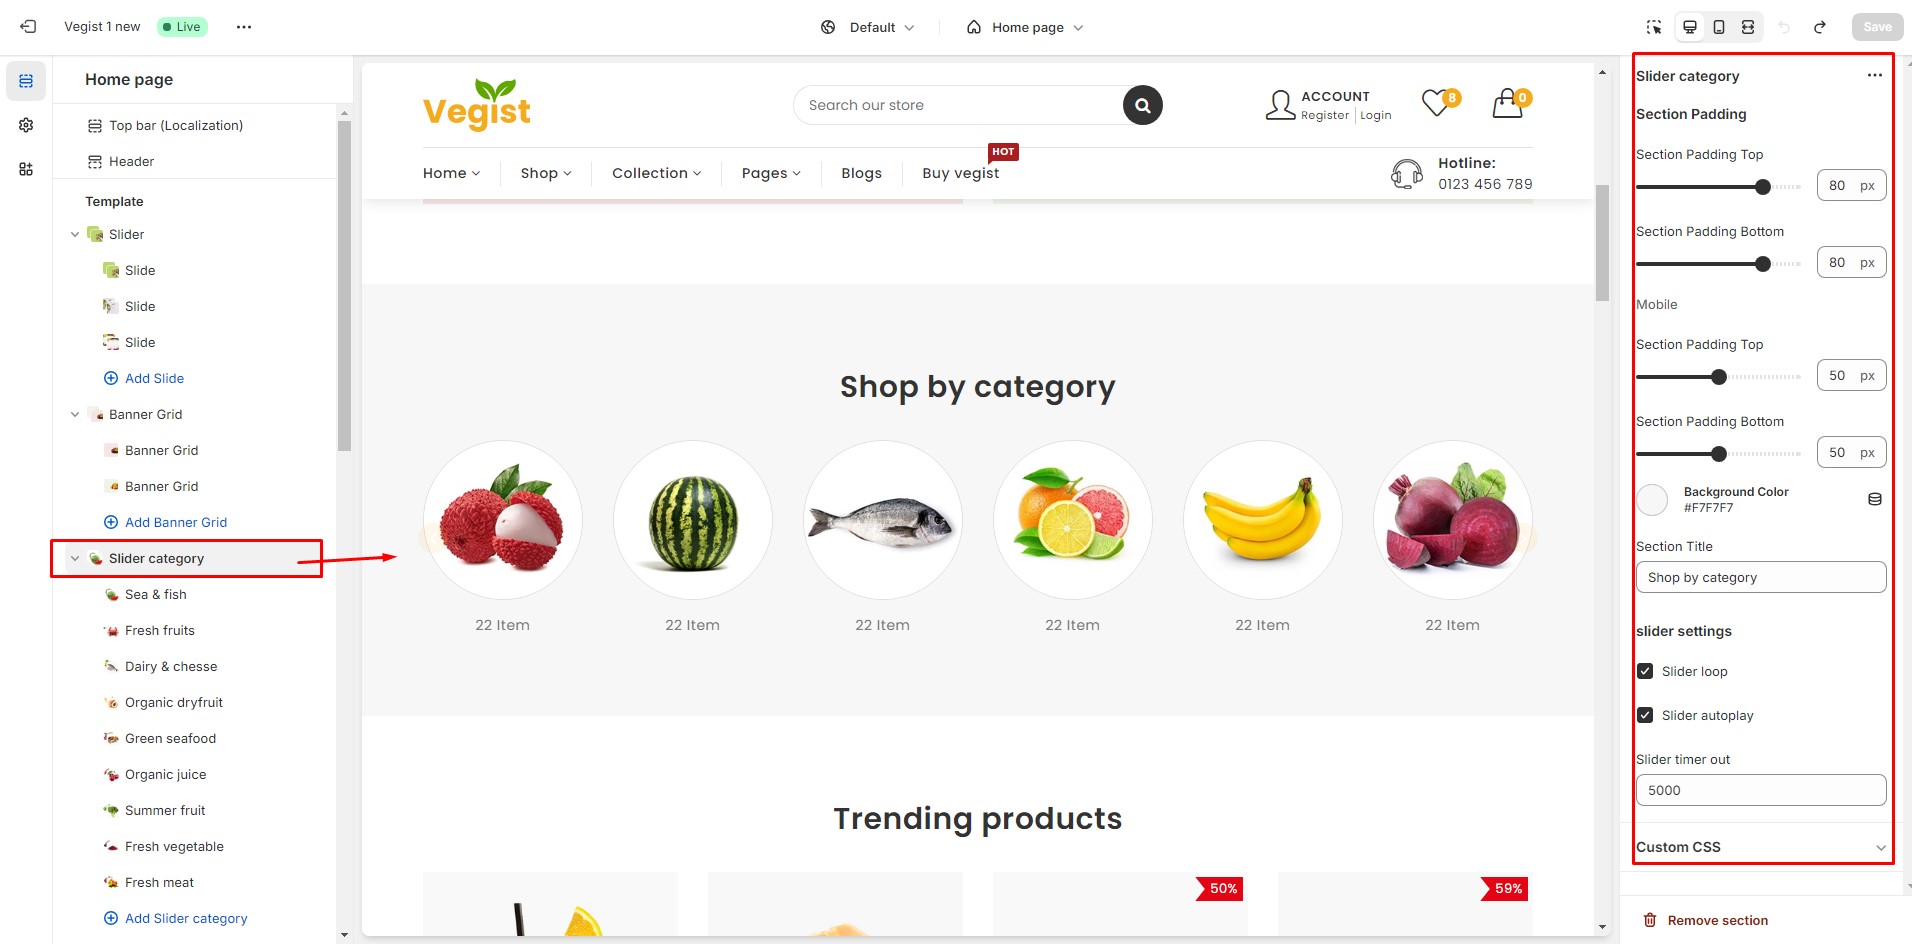 Vegist 1 new
Live
Default
Home page
Save
Home page
Top bar (Localization)
Header
Template
Slider
Slide
Slide
Slide
Add Slide
Banner Grid
Banner Grid
Banner Grid
Add Banner Grid
Slider category
Sea & fish
Fresh fruits
Dairy & chesse
Organic dryfruit
Green seafood
Organic juice
Summer fruit
Fresh vegetable
Fresh meat
Add Slider category
Vegist
Search our store
ACCOUNT
Register Login
8
0
HOT
Home
Shop
Collection
Pages
Blogs
Buy vegist
Hotline:
0123 456 789
Shop by category
22 Item
22 Item
22 Item
22 Item
22 Item
22 Item
Trending products
50%
59%
Slider category
Section Padding
Section Padding Top
80 px
Section Padding Bottom
80 px
Mobile
Section Padding Top
50 px
Section Padding Bottom
50 px
Background Color
#F7F7F7
Section Title
Shop by category
slider settings
Slider loop
Slider autoplay
Slider timer out
5000
Custom CSS
Remove section